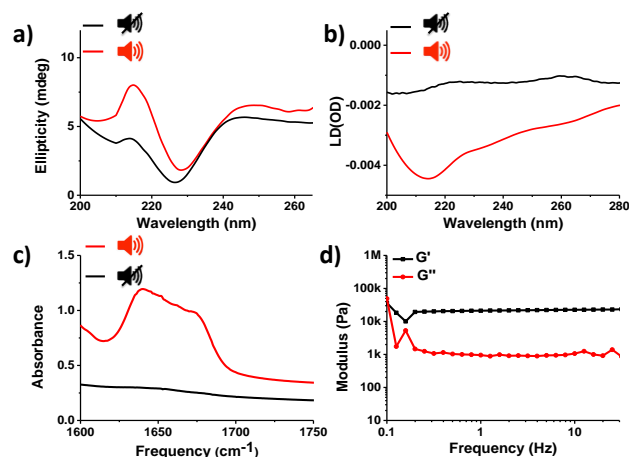 a)
Ellipticity (mdeg)
10
5
0
200
220
240
260
Wavelength (nm)
b)
LD(OD)
0.000
-0.002
-0.004
200
220
240
260
280
Wavelength (nm)
c)
Absorbance
1.5
1.0
0.5
0.0
1600
1650
1700
1750
Frequency (cm-1)
d)
G'
G''
Modulus (Pa)
1M
100k
10k
1k
100
10
1
0.1
1
10
Frequency (Hz)